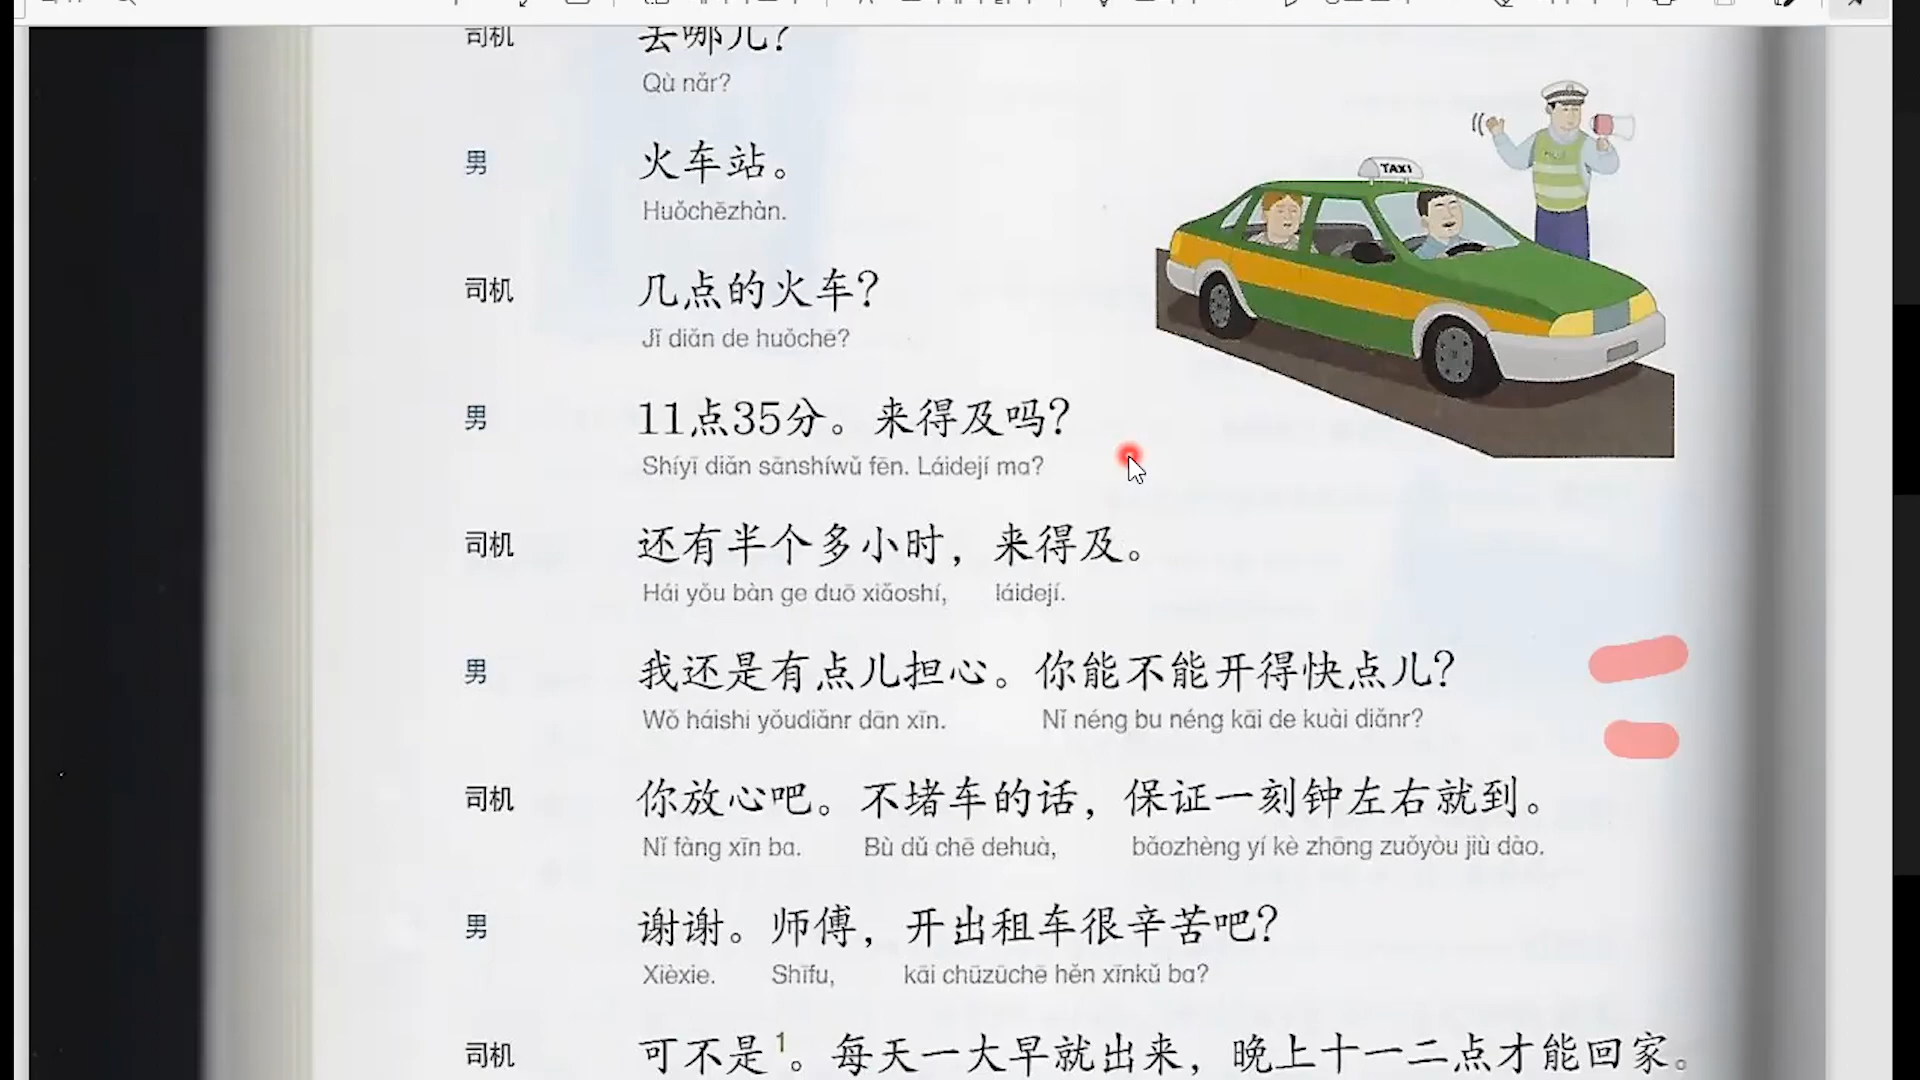 司机 去哪儿?
Qù nǎr?
男 火车站。
Huǒchēzhàn.
TAXI
司机 几点的火车?
Jǐ diǎn de huǒchē?
男 11点35分。来得及吗?
Shíyī diǎn sānshíwǔ fēn. Láidejí ma?
司机 还有半个多小时,来得及。
Hái yǒu bàn ge duō xiǎoshí, láidejí.
男 我还是有点儿担心。你能不能开得快点儿?
Wǒ háishi yǒudiǎnr dān xīn. Nǐ néng bu néng kāi de kuài diǎnr?
司机 你放心吧。不堵车的话,保证一刻钟左右就到。
Nǐ fàng xīn ba. Bù dǔ chē dehuà, bǎozhèng yí kè zhōng zuǒyòu jiù dào.
男 谢谢。师傅,开出租车很辛苦吧?
Xièxie. Shīfu, kāi chūzūchē hěn xīnkǔ ba?
司机 可不是1。每天一大早就出来,晚上十一二点才能回家。